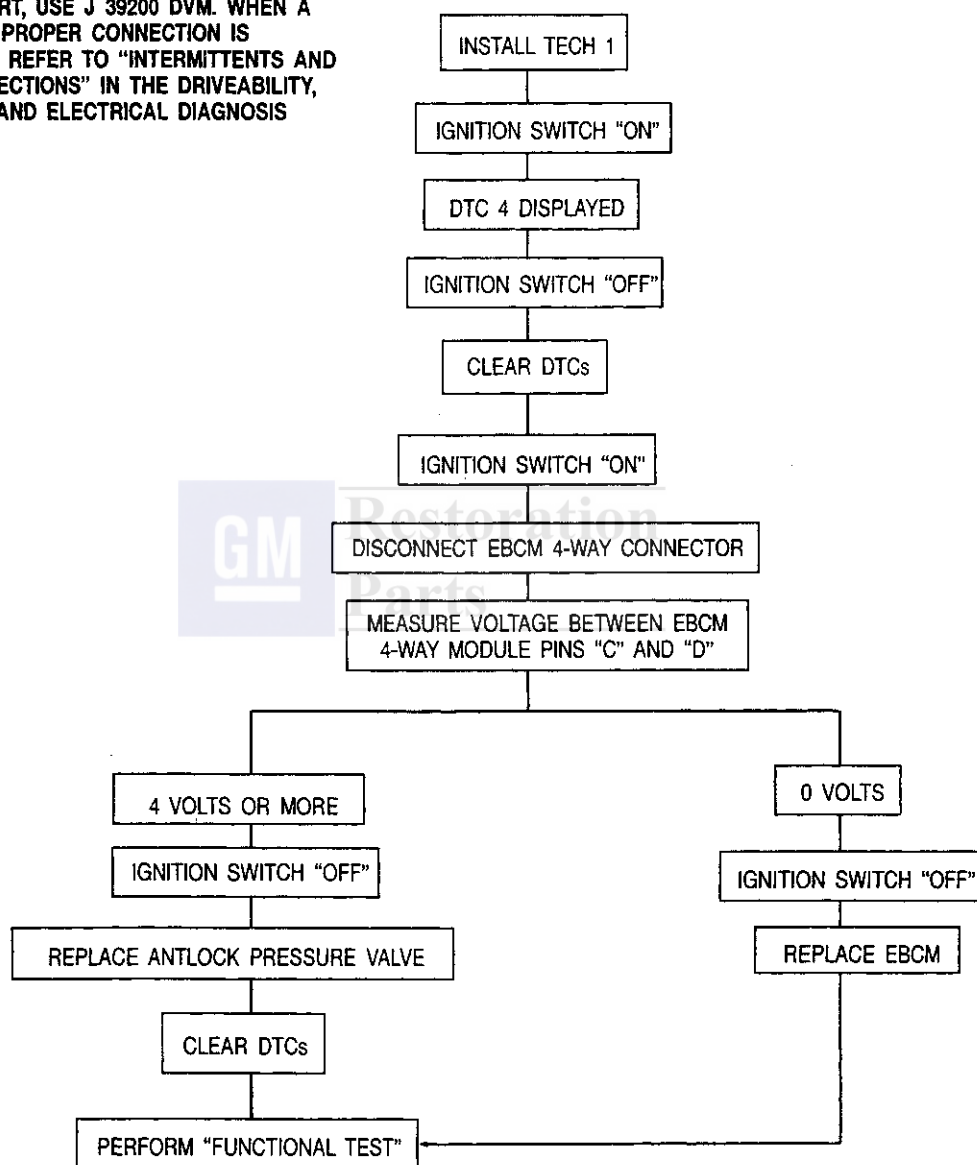 RT, USE J 39200 DVM. WHEN A
PROPER CONNECTION IS
REFER TO “INTERMITTENTS AND
ECTIONS” IN THE DRIVEABILITY,
AND ELECTRICAL DIAGNOSIS
INSTALL TECH 1
IGNITION SWITCH “ON”
DTC 4 DISPLAYED
IGNITION SWITCH “OFF”
CLEAR DTCs
IGNITION SWITCH “ON”
GM
Restoration
Parts
DISCONNECT EBCM 4-WAY CONNECTOR
MEASURE VOLTAGE BETWEEN EBCM
4-WAY MODULE PINS “C” AND “D”
4 VOLTS OR MORE
IGNITION SWITCH “OFF”
REPLACE ANTLOCK PRESSURE VALVE
CLEAR DTCs
0 VOLTS
IGNITION SWITCH “OFF”
REPLACE EBCM
PERFORM “FUNCTIONAL TEST”